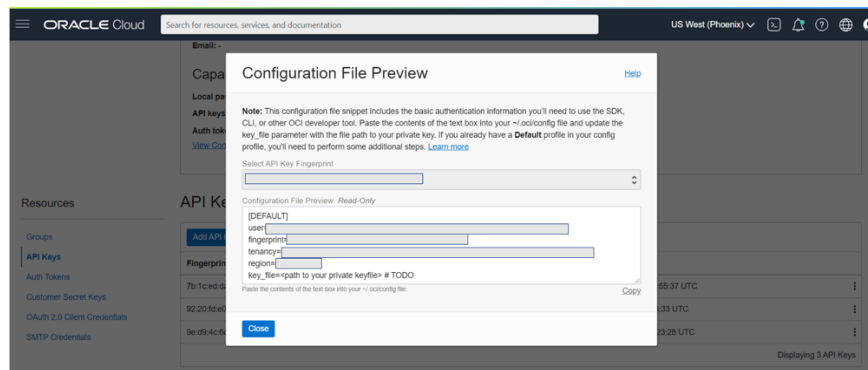 ORACLE Cloud
Search for resources, services, and documentation
US West (Phoenix)
Email: -
Capa
Local pa
API keys
Auth tok
View Con
Configuration File Preview
Help
Note: This configuration file snippet includes the basic authentication information you'll need to use the SDK,
CLI, or other OCI developer tool. Paste the contents of the text box into your ~/.oci/config file and update the
key_file parameter with the file path to your private key. If you already have a Default profile in your config
profile, you'll need to perform some additional steps. Learn more
Select API Key Fingerprint
Configuration File Preview Read-Only
[DEFAULT]
user=
fingerprint=
tenancy=
region=
key_file=<path to your private keyfile> # TODO
Paste the contents of the text box into your ~/.oci/config file.
Copy
Close
Resources
Groups
API Keys
Auth Tokens
Customer Secret Keys
OAuth 2.0 Client Credentials
SMTP Credentials
API Ke
Add API
Fingerprin
7b:1c:ed:da
:55:37 UTC
92:20:fd:e0
:33 UTC
9e:d9:4c:6c
23:28 UTC
Displaying 3 API Keys